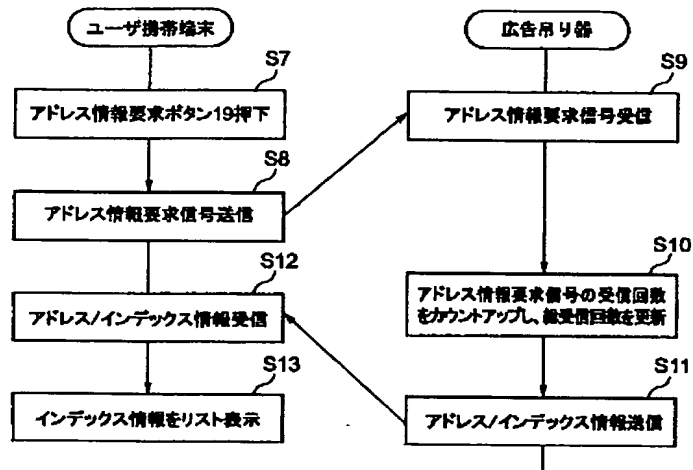 ユーザ携帯端末
S7
アドレス情報要求ボタン19押下
S8
アドレス情報要求信号送信
S12
アドレス/インデックス情報受信
S13
インデックス情報をリスト表示
広告吊り器
S9
アドレス情報要求信号受信
S10
アドレス情報要求信号の受信回数
をカウントアップし、総受信回数を更新
S11
アドレス/インデックス情報送信